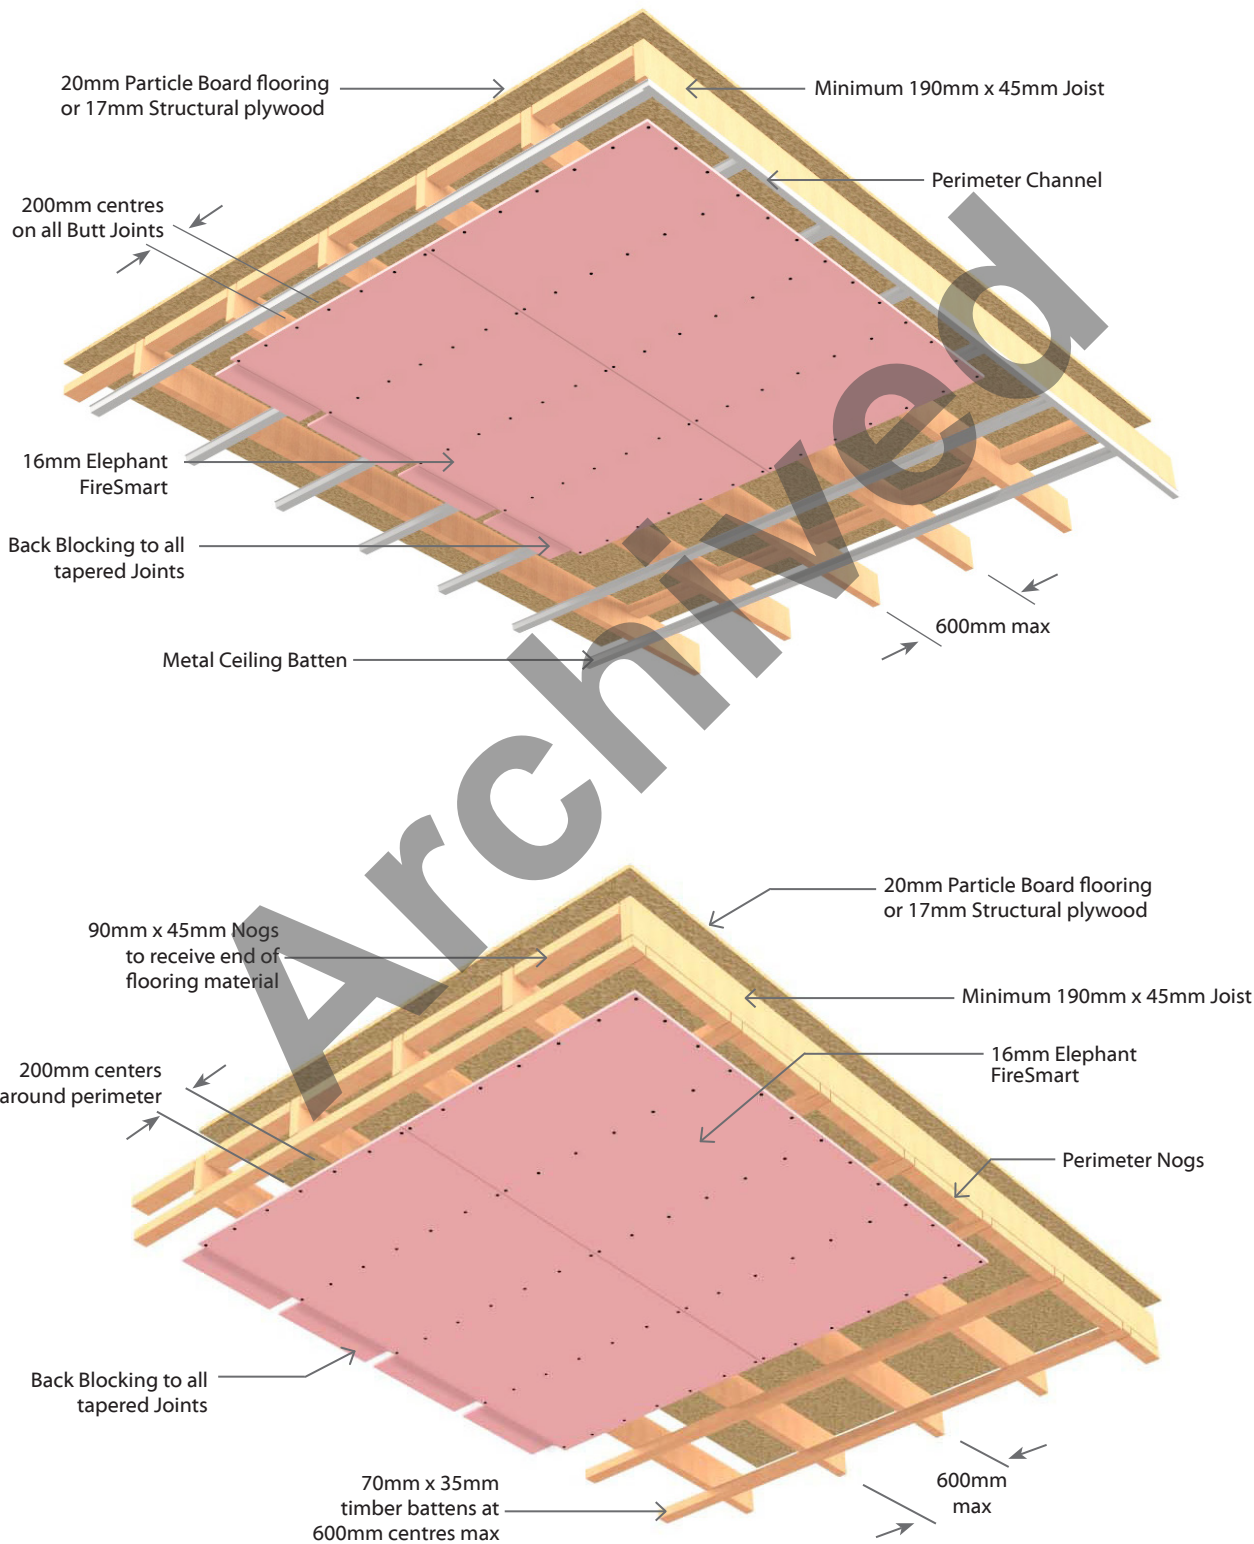 20mm Particle Board flooring
or 17mm Structural plywood
Minimum 190mm x 45mm Joist
Perimeter Channel
200mm centres
on all Butt Joints
16mm Elephant
FireSmart
Back Blocking to all
tapered Joints
600mm max
Metal Ceiling Batten
Archived
20mm Particle Board flooring
or 17mm Structural plywood
90mm x 45mm Nogs
to receive end of
flooring material
Minimum 190mm x 45mm Joist
16mm Elephant
FireSmart
200mm centers
around perimeter
Perimeter Nogs
Back Blocking to all
tapered Joints
70mm x 35mm
timber battens at
600mm centres max
600mm
max